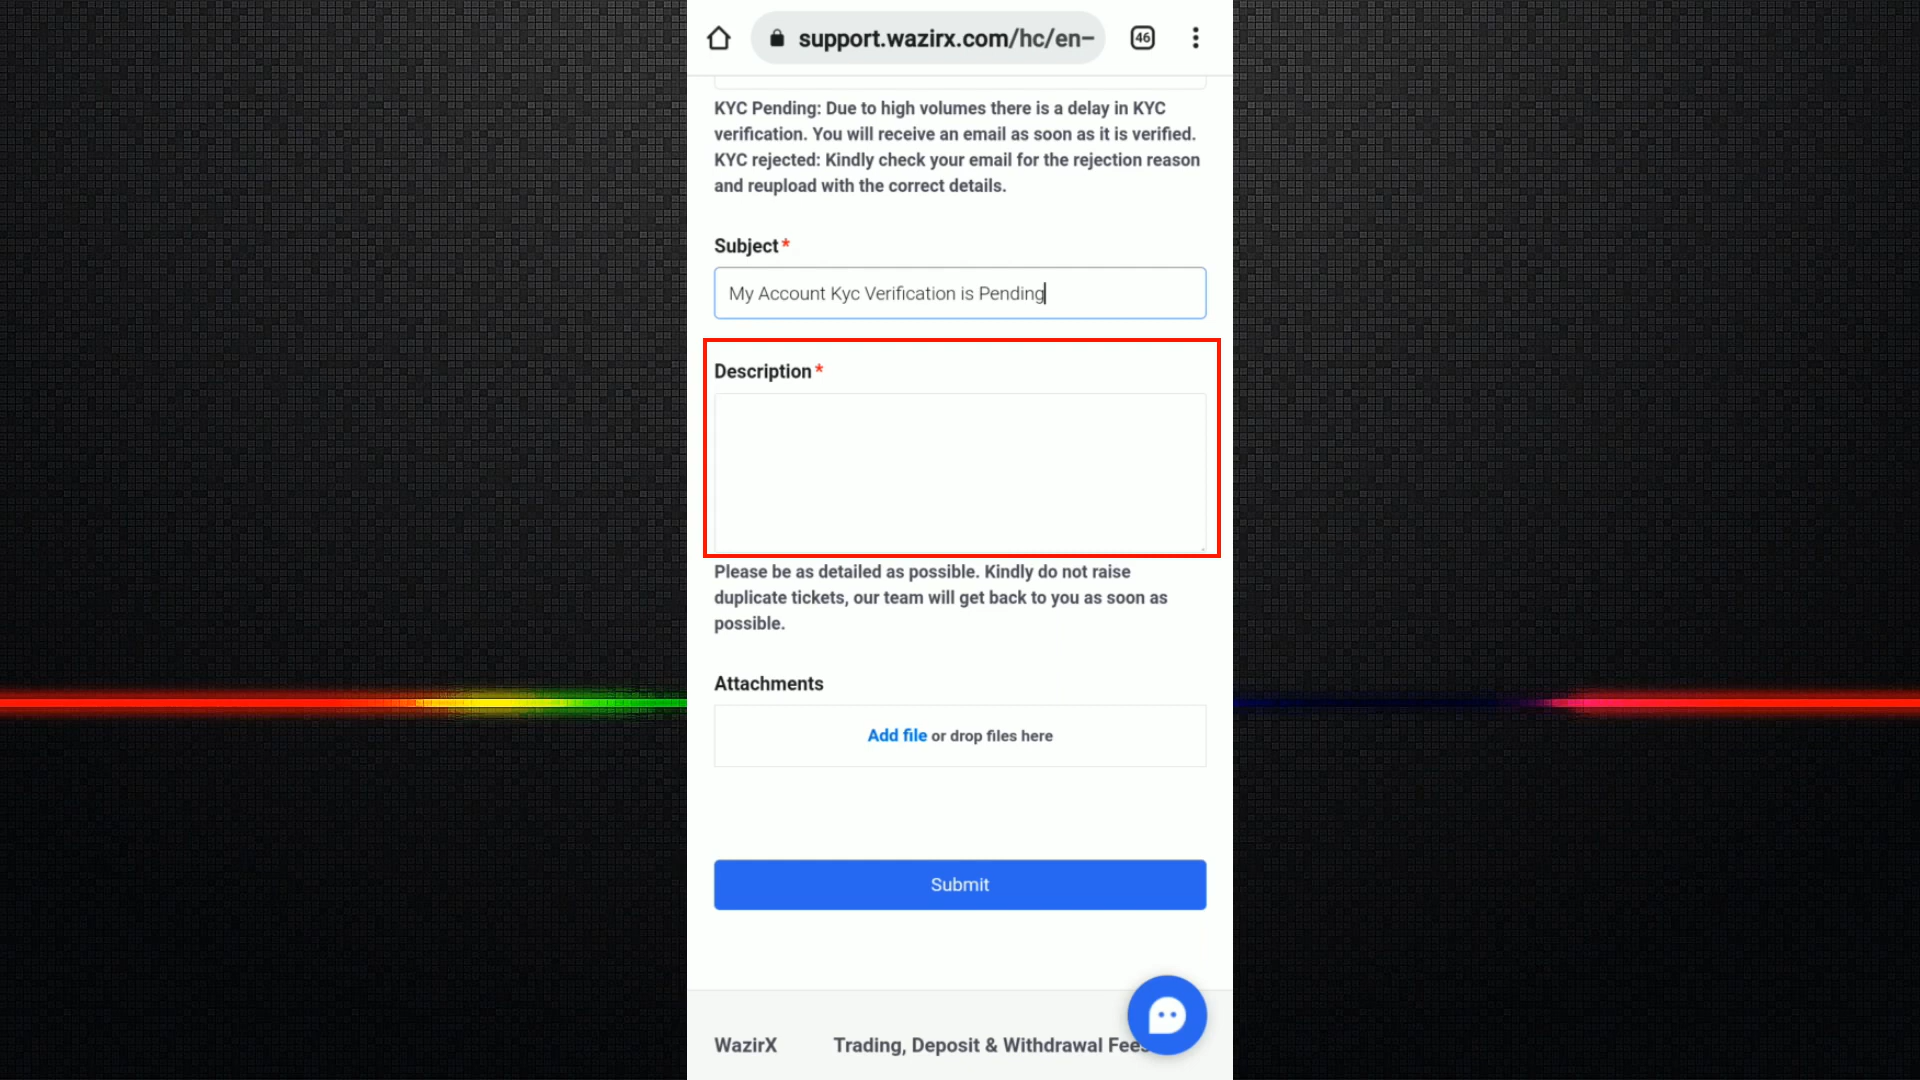 support.wazirx.com/hc/en-
46
KYC Pending: Due to high volumes there is a delay in KYC
verification. You will receive an email as soon as it is verified.
KYC rejected: Kindly check your email for the rejection reason
and reupload with the correct details.
Subject*
My Account Kyc Verification is Pending
Description*
Please be as detailed as possible. Kindly do not raise
duplicate tickets, our team will get back to you as soon as
possible.
Attachments
Add file or drop files here
Submit
WazirX
Trading, Deposit & Withdrawal Fees